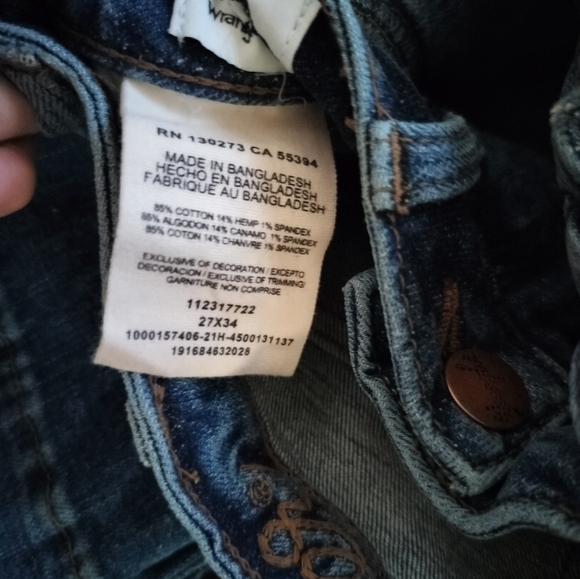 RN 130273 CA 55394
MADE IN BANGLADESH
HECHO EN BANGLADESH
FABRIQUE AU BANGLADESH
85% COTTON 14% HEMP 1% SPANDEX
85% ALGODON 14% CANAMO 1% SPANDEX
85% COTON 14% CHANVRE 1% SPANDEX
EXCLUSIVE OF DECORATION / EXCEPTO
DECORACION / EXCLUSIVE OF TRIMMING/
GARNITURE NON COMPRISE
112317722
27X34
1000157406-21H-4500131137
191684632028